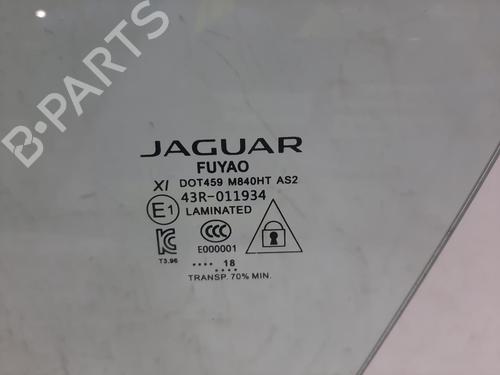 B-PARTS
JAGUAR
FUYAO
XI DOT459 M840HT AS2
43R-011934
E1 LAMINATED
KC CCC
T3.96 E000001
.... 18
....
TRANSP. 70% MIN.